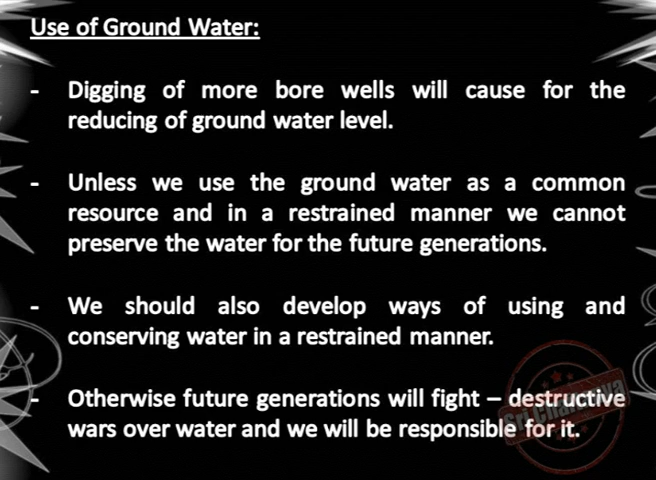 Use of Ground Water:
- Digging of more bore wells will cause for the
reducing of ground water level.
- Unless we use the ground water as a common
resource and in a restrained manner we cannot
preserve the water for the future generations.
- We should also develop ways of using and
conserving water in a restrained manner.
- Otherwise future generations will fight – destructive
wars over water and we will be responsible for it.
Sri Chaitanya